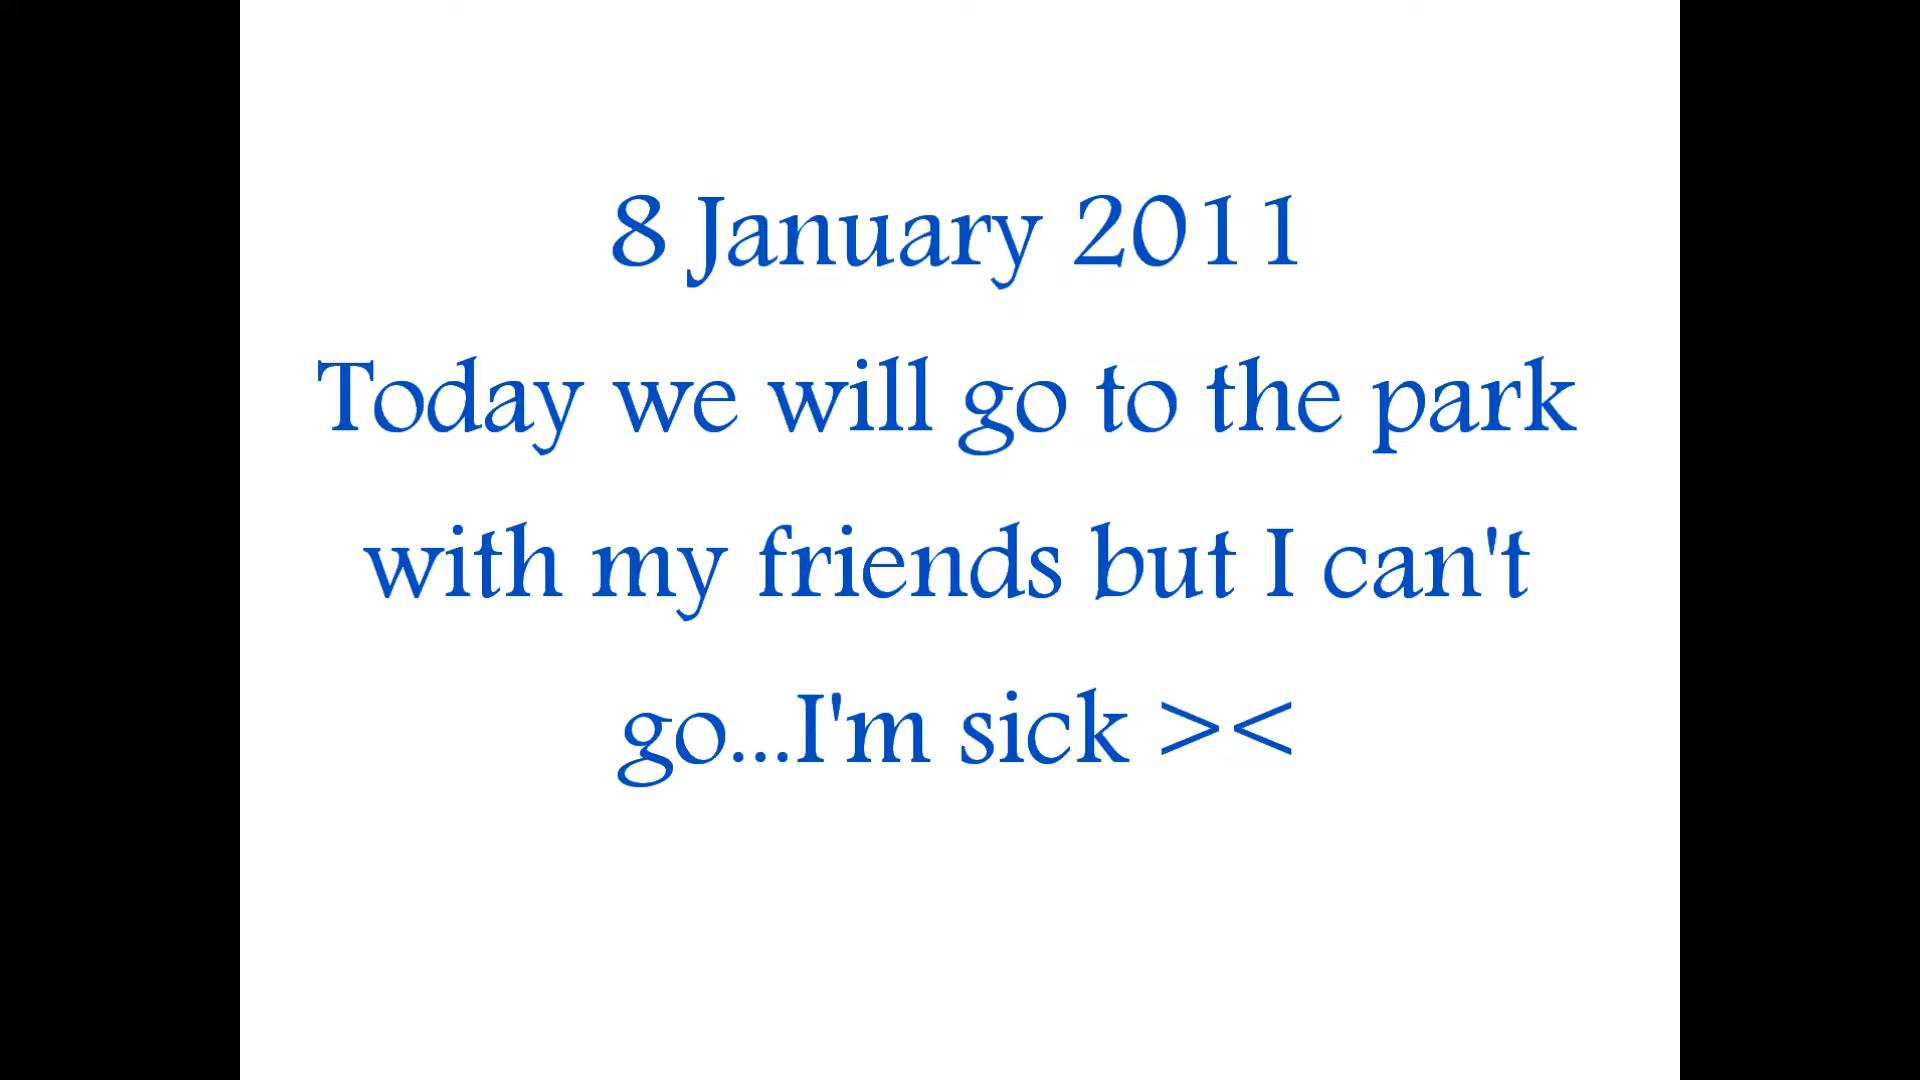 8 January 2011
Today we will go to the park
with my friends but I can't
go...I'm sick ><